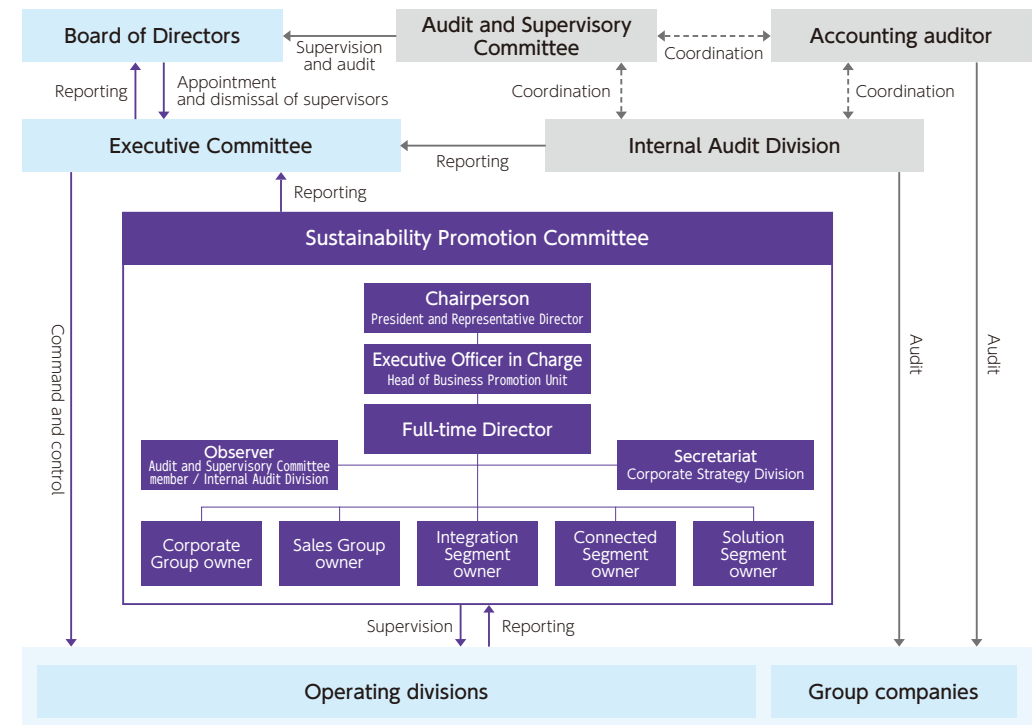 Board of Directors
Supervision
and audit
Audit and Supervisory
Committee
Coordination
Accounting auditor
Reporting
Appointment
and dismissal of supervisors
Coordination
Coordination
Executive Committee
Reporting
Internal Audit Division
Reporting
Sustainability Promotion Committee
Chairperson
President and Representative Director
Executive Officer in Charge
Head of Business Promotion Unit
Full-time Director
Observer
Audit and Supervisory Committee
member / Internal Audit Division
Secretariat
Corporate Strategy Division
Corporate
Group owner
Sales Group
owner
Integration
Segment
owner
Connected
Segment
owner
Solution
Segment
owner
Command and control
Audit
Audit
Supervision
Reporting
Operating divisions
Group companies